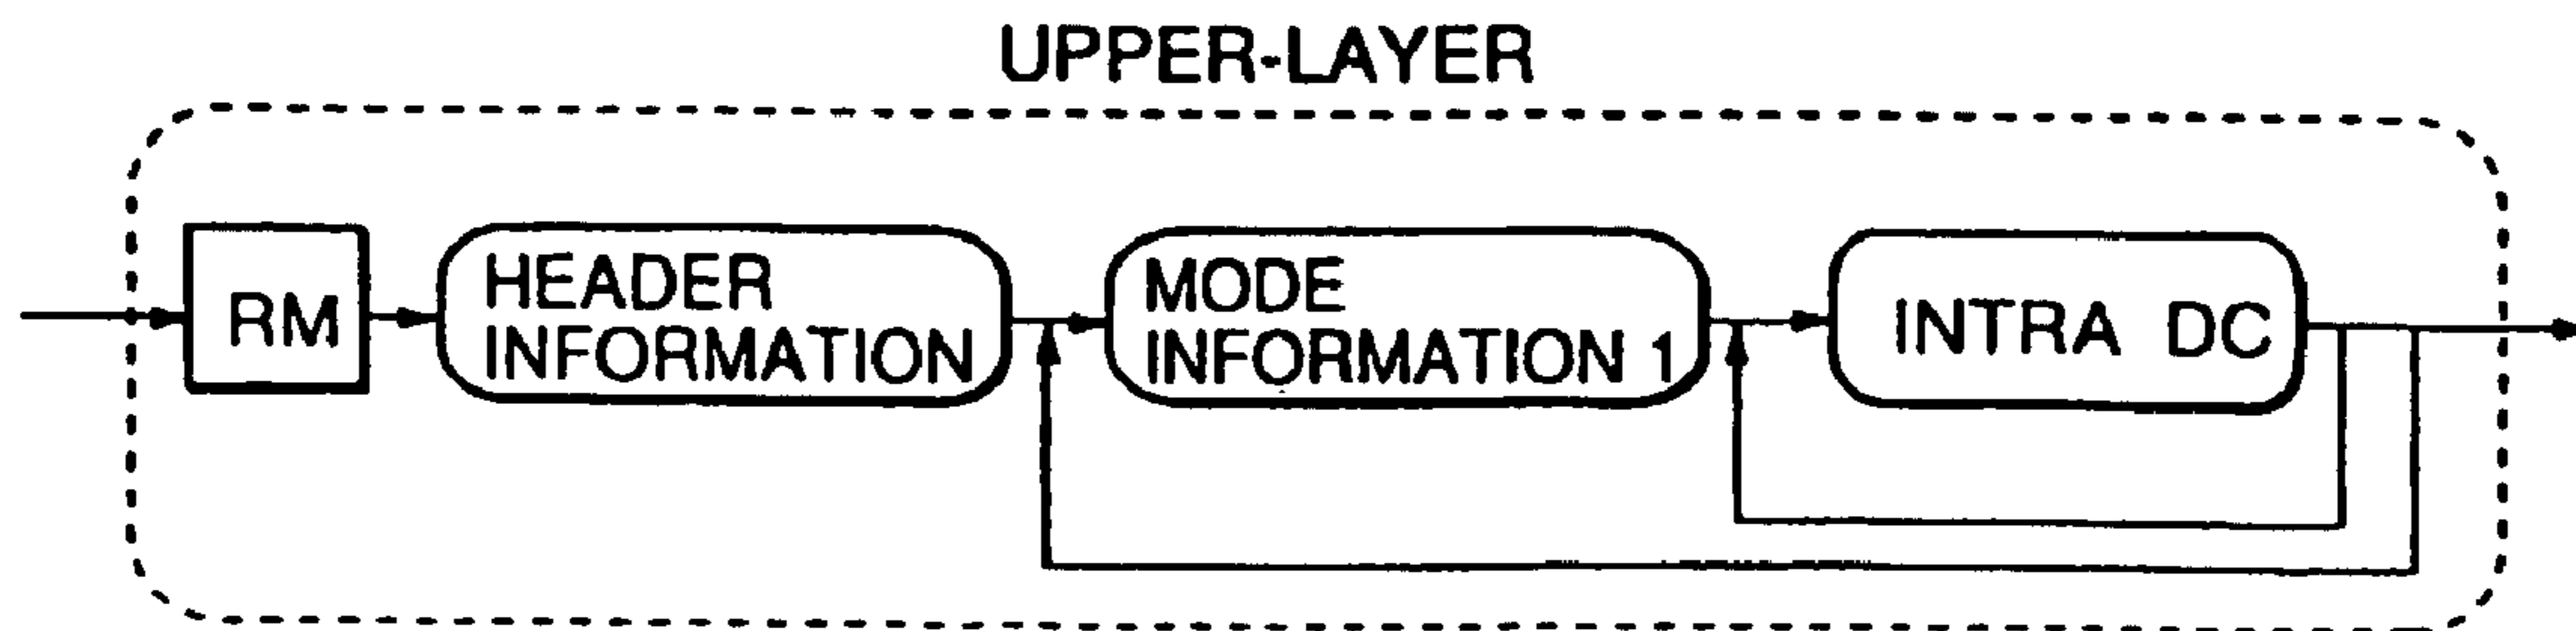 UPPER-LAYER
RM
HEADER
INFORMATION
MODE
INFORMATION 1
INTRA DC